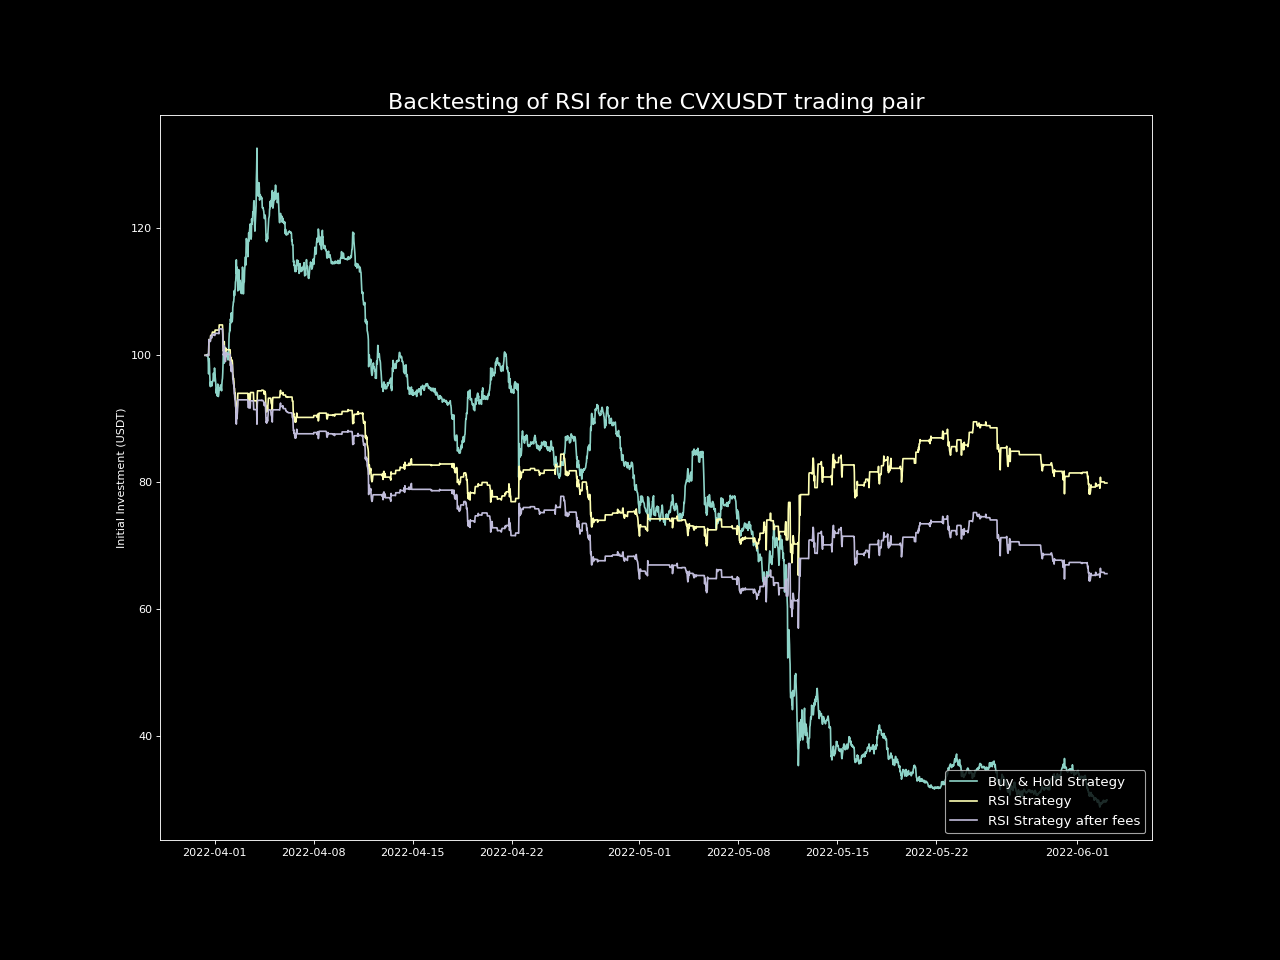 Backtesting of RSI for the CVXUSDT trading pair
Initial Investment (USDT)
120
100
80
60
40
2022-04-01 2022-04-08 2022-04-15 2022-04-22 2022-05-01 2022-05-08 2022-05-15 2022-05-22 2022-06-01
Buy & Hold Strategy
RSI Strategy
RSI Strategy after fees